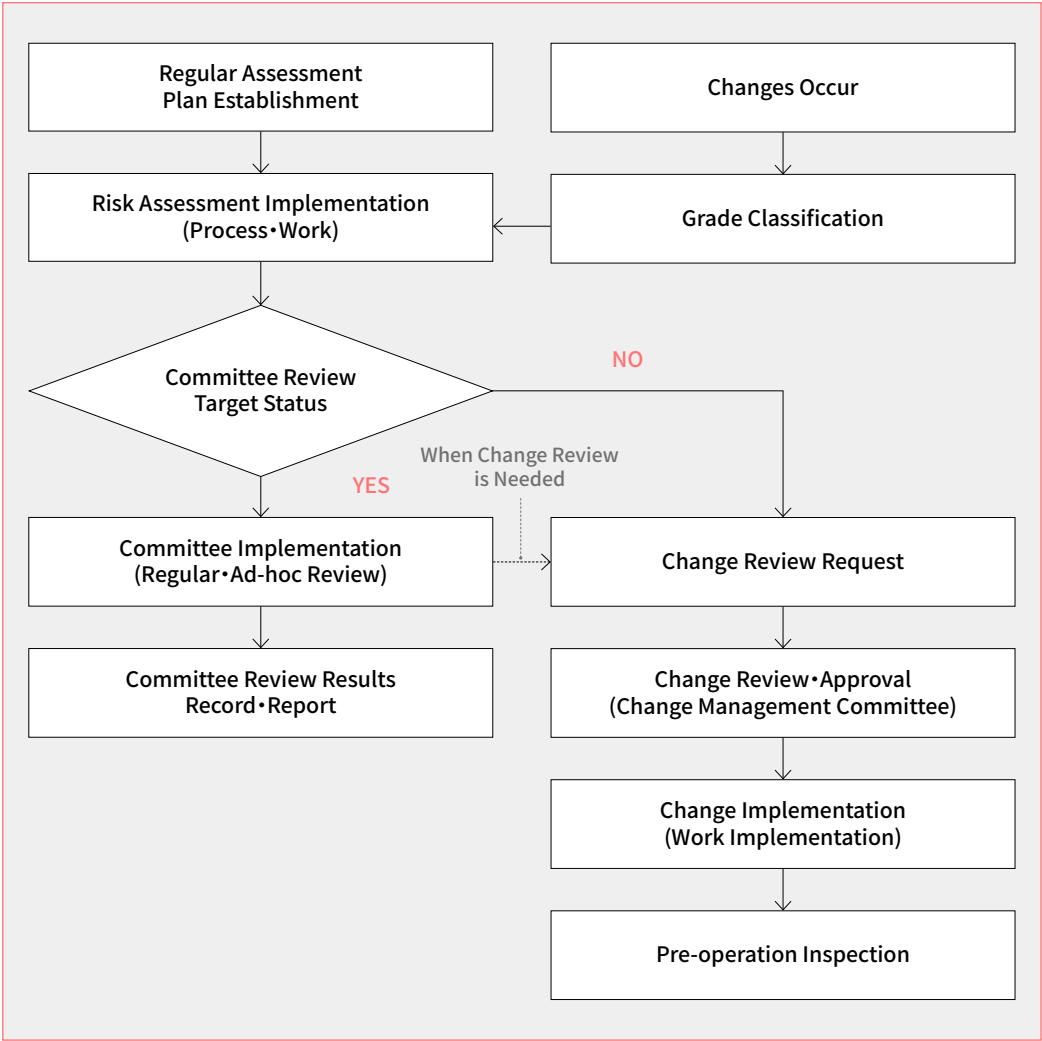 Regular Assessment
Plan Establishment
Changes Occur
Risk Assessment Implementation
(Process•Work)
Grade Classification
Committee Review
Target Status
NO
YES
When Change Review
is Needed
Committee Implementation
(Regular•Ad-hoc Review)
Change Review Request
Committee Review Results
Record•Report
Change Review•Approval
(Change Management Committee)
Change Implementation
(Work Implementation)
Pre-operation Inspection